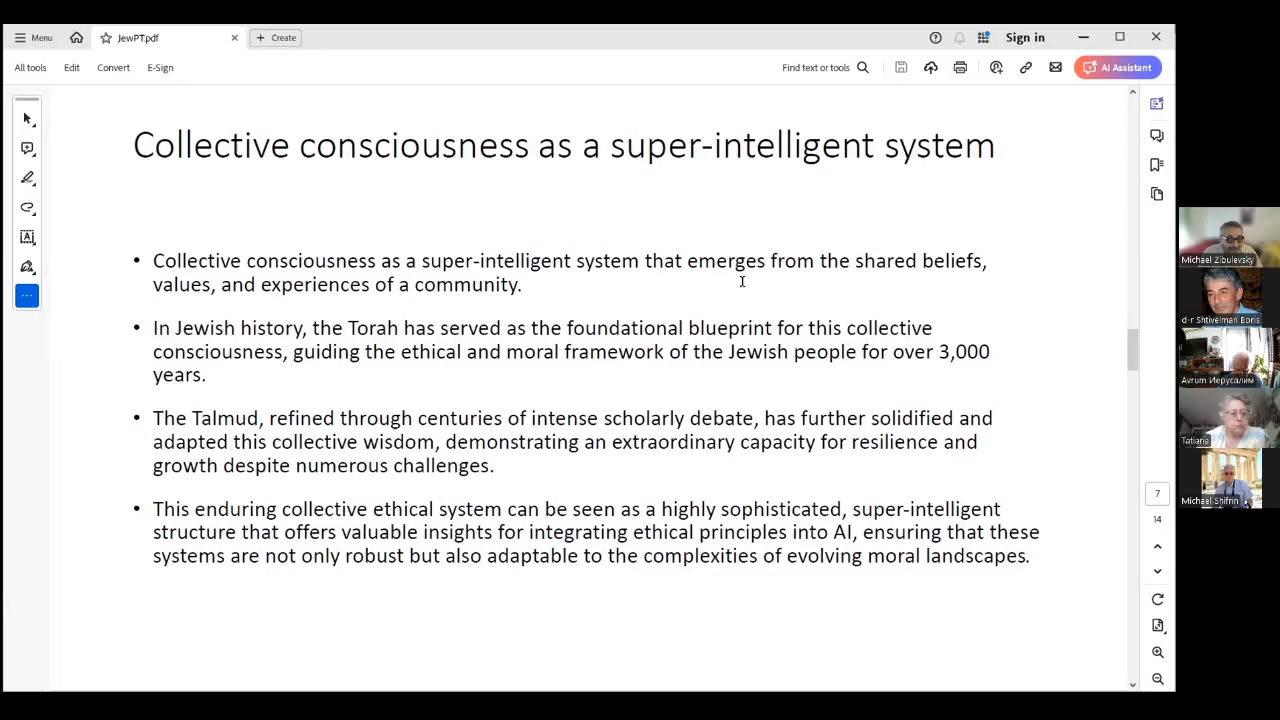 Menu
JewPT.pdf
Create
Sign in
All tools
Edit
Convert
E-Sign
Find text or tools
AI Assistant
Collective consciousness as a super-intelligent system
• Collective consciousness as a super-intelligent system that emerges from the shared beliefs,
values, and experiences of a community.
• In Jewish history, the Torah has served as the foundational blueprint for this collective
consciousness, guiding the ethical and moral framework of the Jewish people for over 3,000
years.
• The Talmud, refined through centuries of intense scholarly debate, has further solidified and
adapted this collective wisdom, demonstrating an extraordinary capacity for resilience and
growth despite numerous challenges.
• This enduring collective ethical system can be seen as a highly sophisticated, super-intelligent
structure that offers valuable insights for integrating ethical principles into AI, ensuring that these
systems are not only robust but also adaptable to the complexities of evolving moral landscapes.
7
14
Michael Zibulevsky
d-r Shtivelman Boris
Avrum Иерусалим
Tatiana
Michael Shifrin